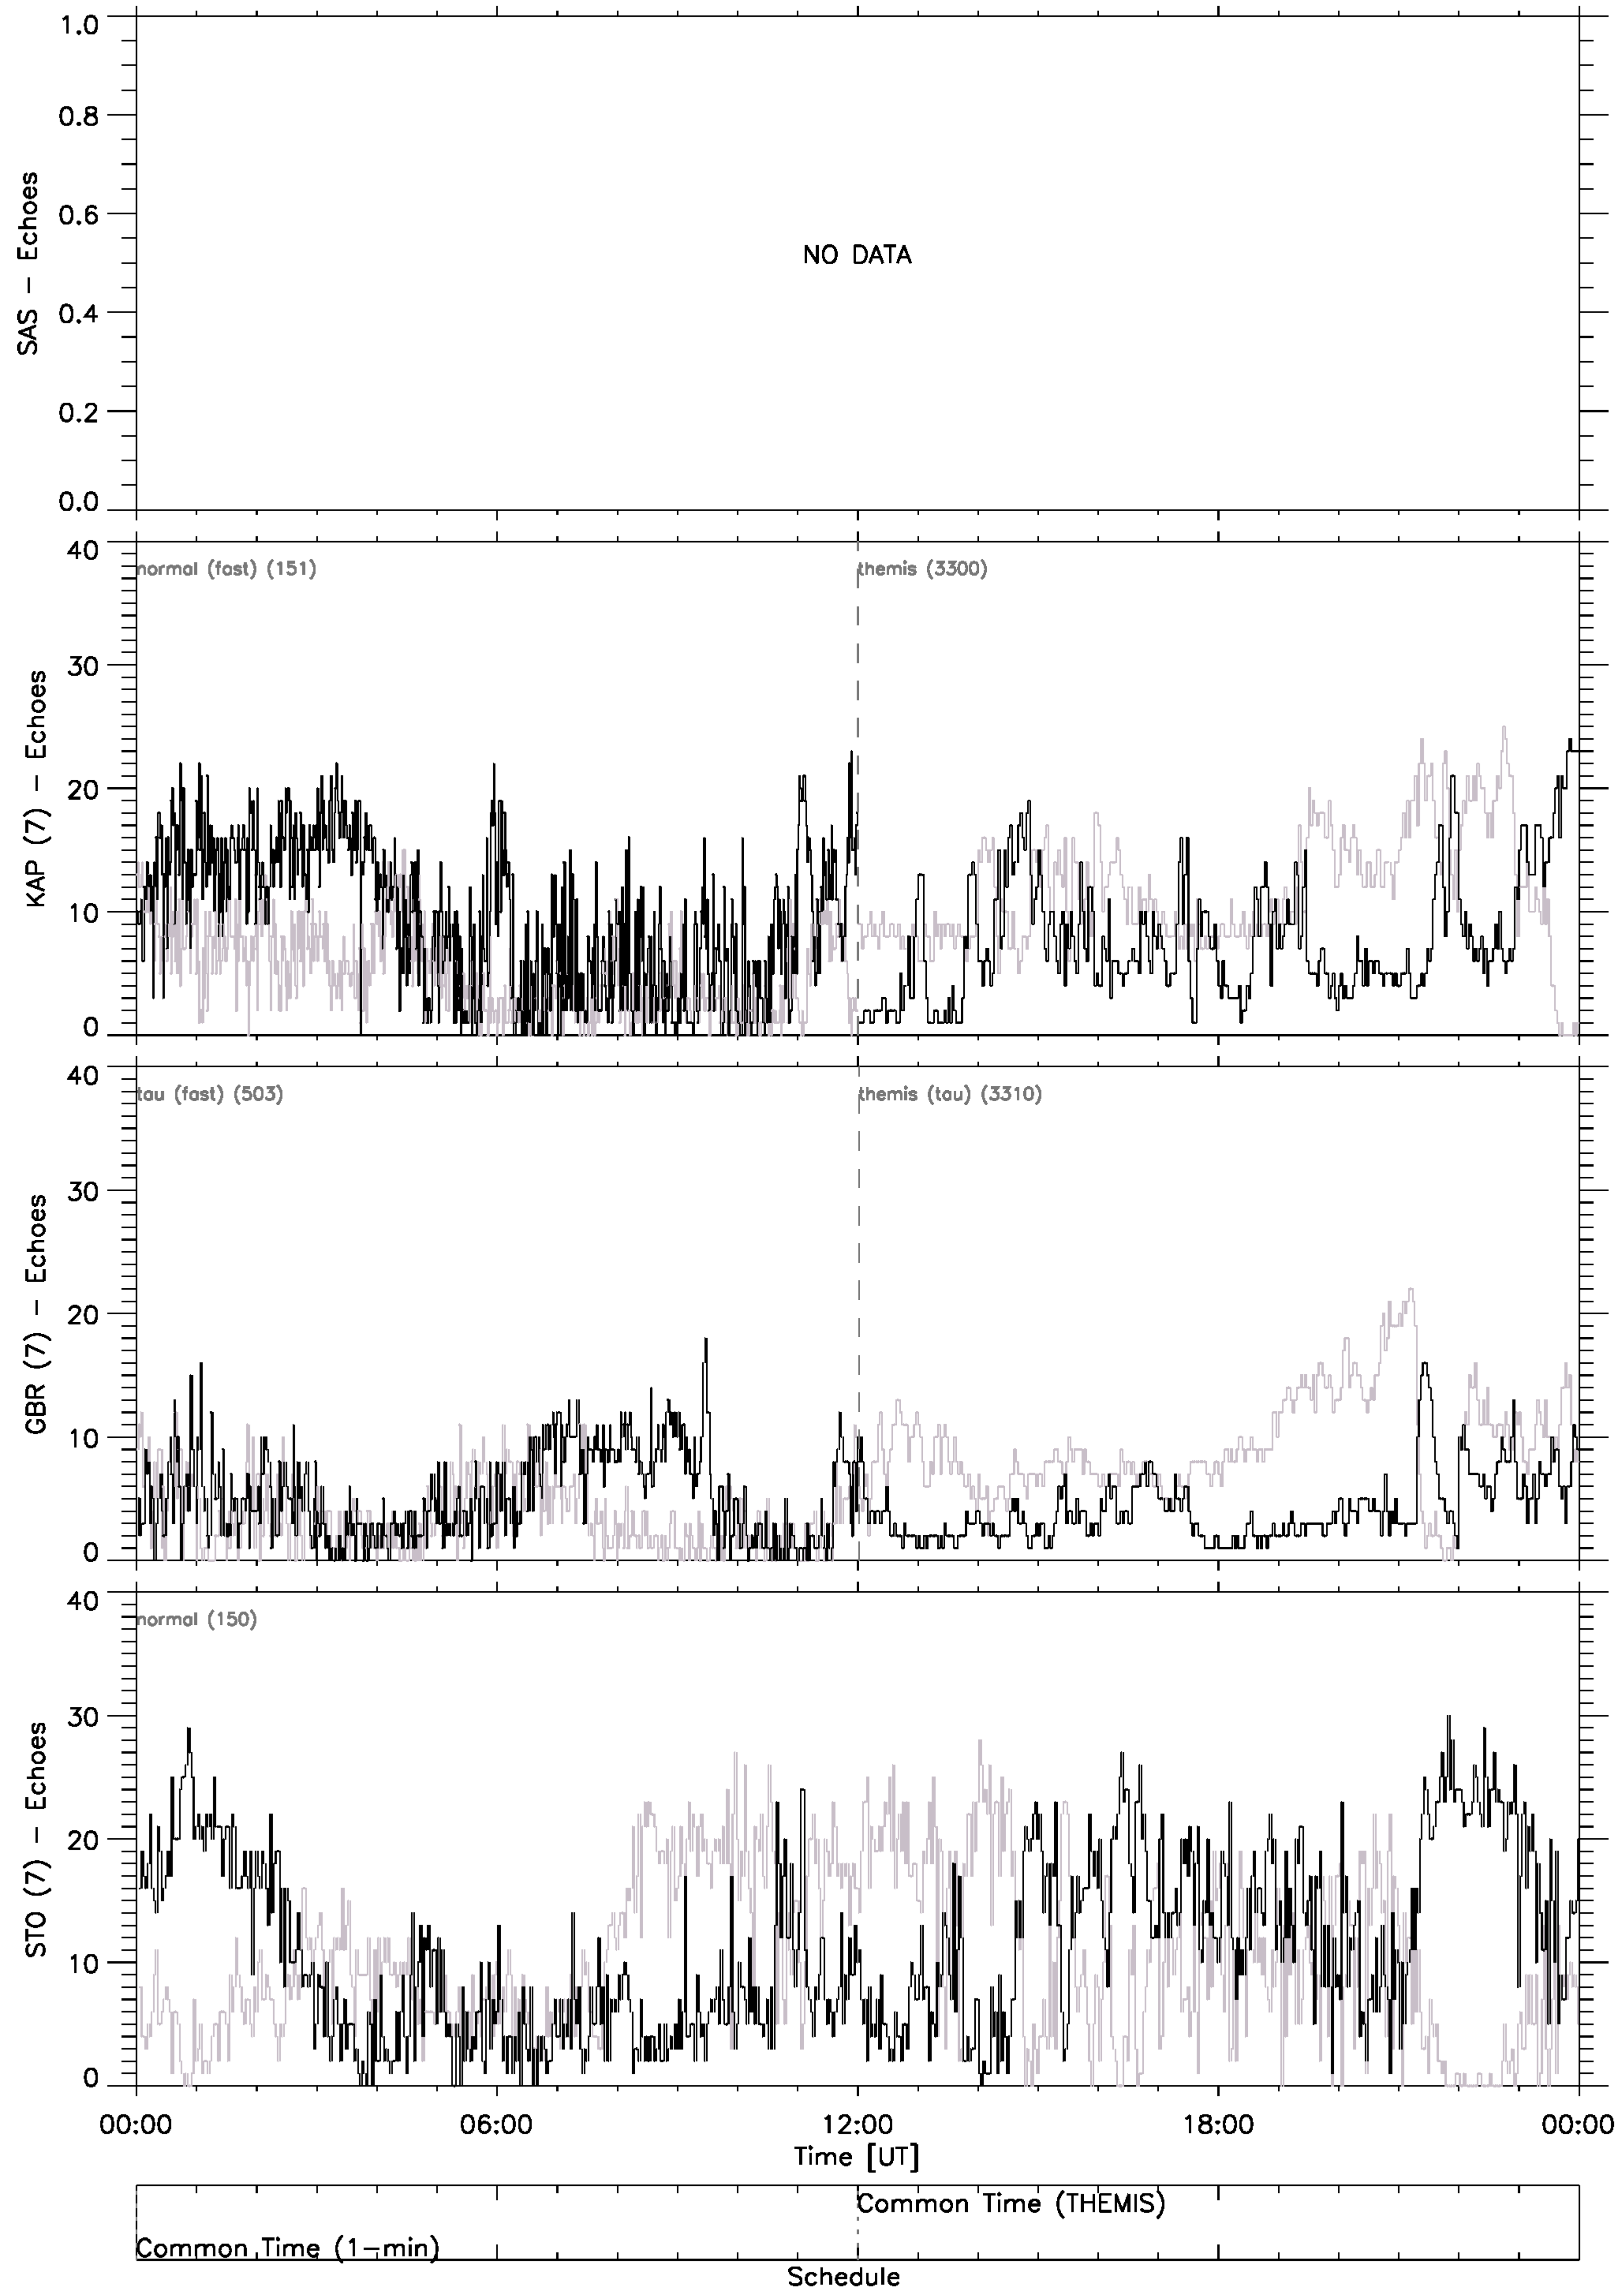 1.0
0.8
0.6
0.4
0.2
0.0
SAS - Echoes
NO DATA
40
30
20
10
0
KAP (7) - Echoes
normal (fast) (151)
themis (3300)
40
30
20
10
0
GBR (7) - Echoes
tau (fast) (503)
themis (tau) (3310)
40
30
20
10
0
STO (7) - Echoes
normal (150)
00:00 06:00 12:00 18:00 00:00
Time [UT]
Common Time (THEMIS)
Common Time (1-min)
Schedule